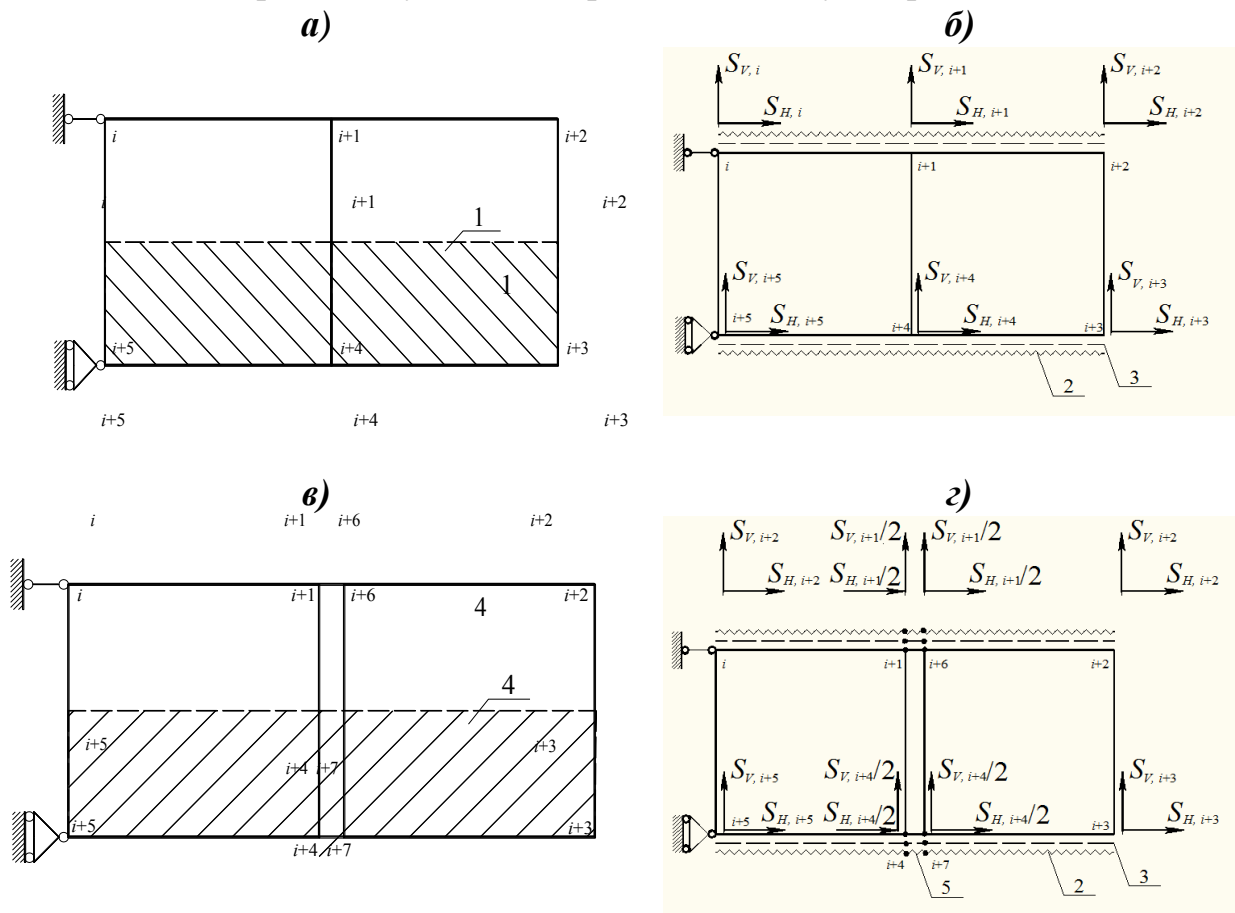 а)
б)
S_{V, i} S_{V, i+1} S_{V, i+2}
S_{H, i} S_{H, i+1} S_{H, i+2}
i i+1 i+2
i i+1 i+2
i i+1 i+2
1
1
S_{V, i+5} S_{V, i+4} S_{V, i+3}
i+5 S_{H, i+5} i+4 S_{H, i+4} i+3 S_{H, i+3}
i+5 i+4 i+3
2 3
i+5 i+4 i+3
в)
г)
i i+1 i+6 i+2
S_{V, i+2} S_{V, i+1}/2 S_{V, i+1}/2 S_{V, i+2}
S_{H, i+2} S_{H, i+1}/2 S_{H, i+1}/2 S_{H, i+2}
i i+1 i+6 4 i+2
i i+1 i+6 i+2
4
i+5 i+4 i+7 i+3
S_{V, i+5} S_{V, i+4}/2 S_{V, i+4}/2 S_{V, i+3}
i+5 S_{H, i+5} S_{H, i+4}/2 S_{H, i+4}/2 i+3 S_{H, i+3}
i+5 i+3
i+4 i+7
i+4 i+7
5 2 3